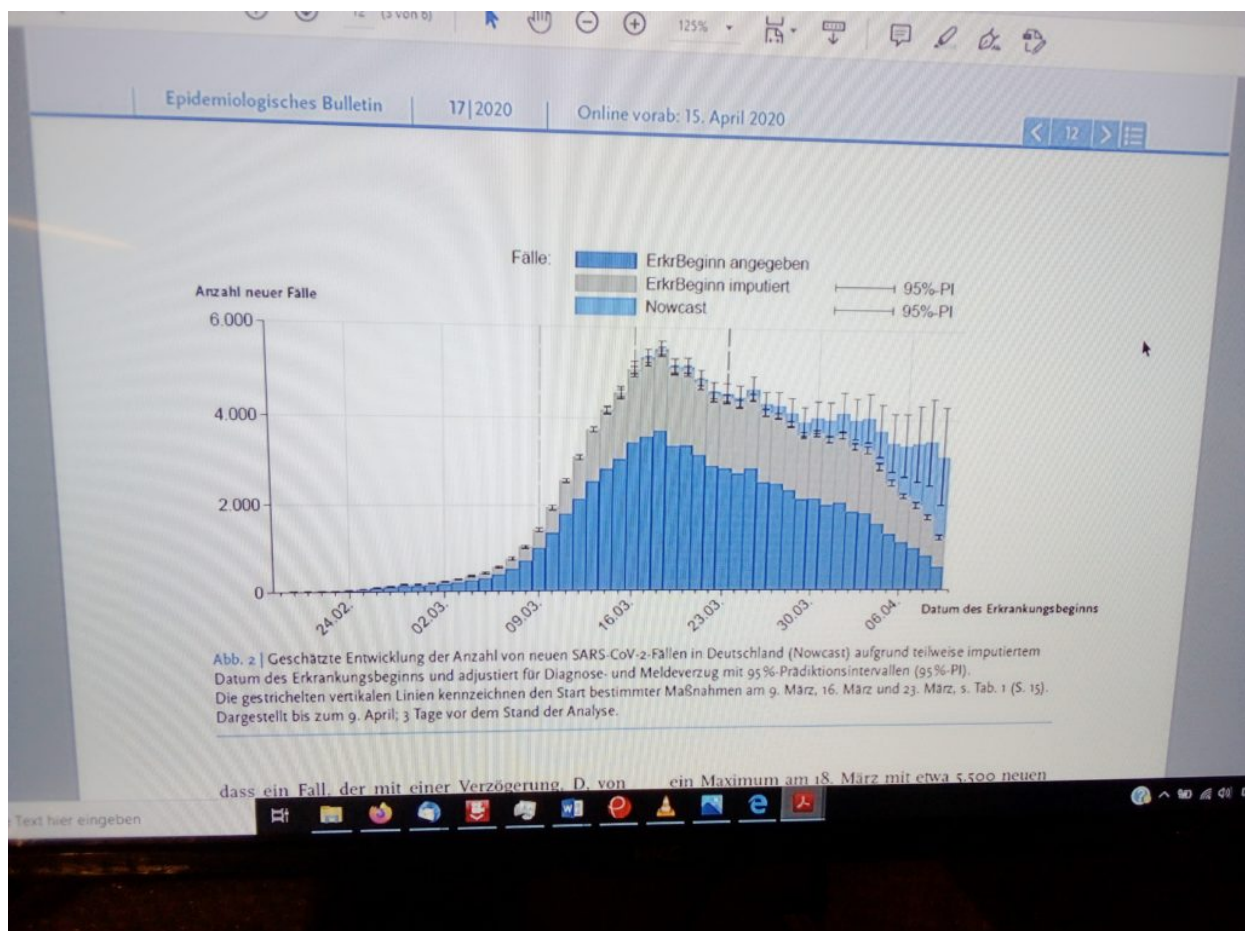 125%
Epidemiologisches Bulletin 17|2020 Online vorab: 15. April 2020
12
Fälle: ErkrBeginn angegeben
ErkrBeginn imputiert 95%-PI
Nowcast 95%-PI
Anzahl neuer Fälle
6.000
4.000
2.000
0
24.02. 02.03. 09.03. 16.03. 23.03. 30.03. 06.04.
Datum des Erkrankungsbeginns
Abb. 2 | Geschätzte Entwicklung der Anzahl von neuen SARS-CoV-2-Fällen in Deutschland (Nowcast) aufgrund teilweise imputiertem
Datum des Erkrankungsbeginns und adjustiert für Diagnose- und Meldeverzug mit 95%-Prädiktionsintervallen (95%-PI).
Die gestrichelten vertikalen Linien kennzeichnen den Start bestimmter Maßnahmen am 9. März, 16. März und 23. März, s. Tab. 1 (S. 15).
Dargestellt bis zum 9. April; 3 Tage vor dem Stand der Analyse.
dass ein Fall, der mit einer Verzögerung, D, von
ein Maximum am 18. März mit etwa 5.500 neuen
Text hier eingeben